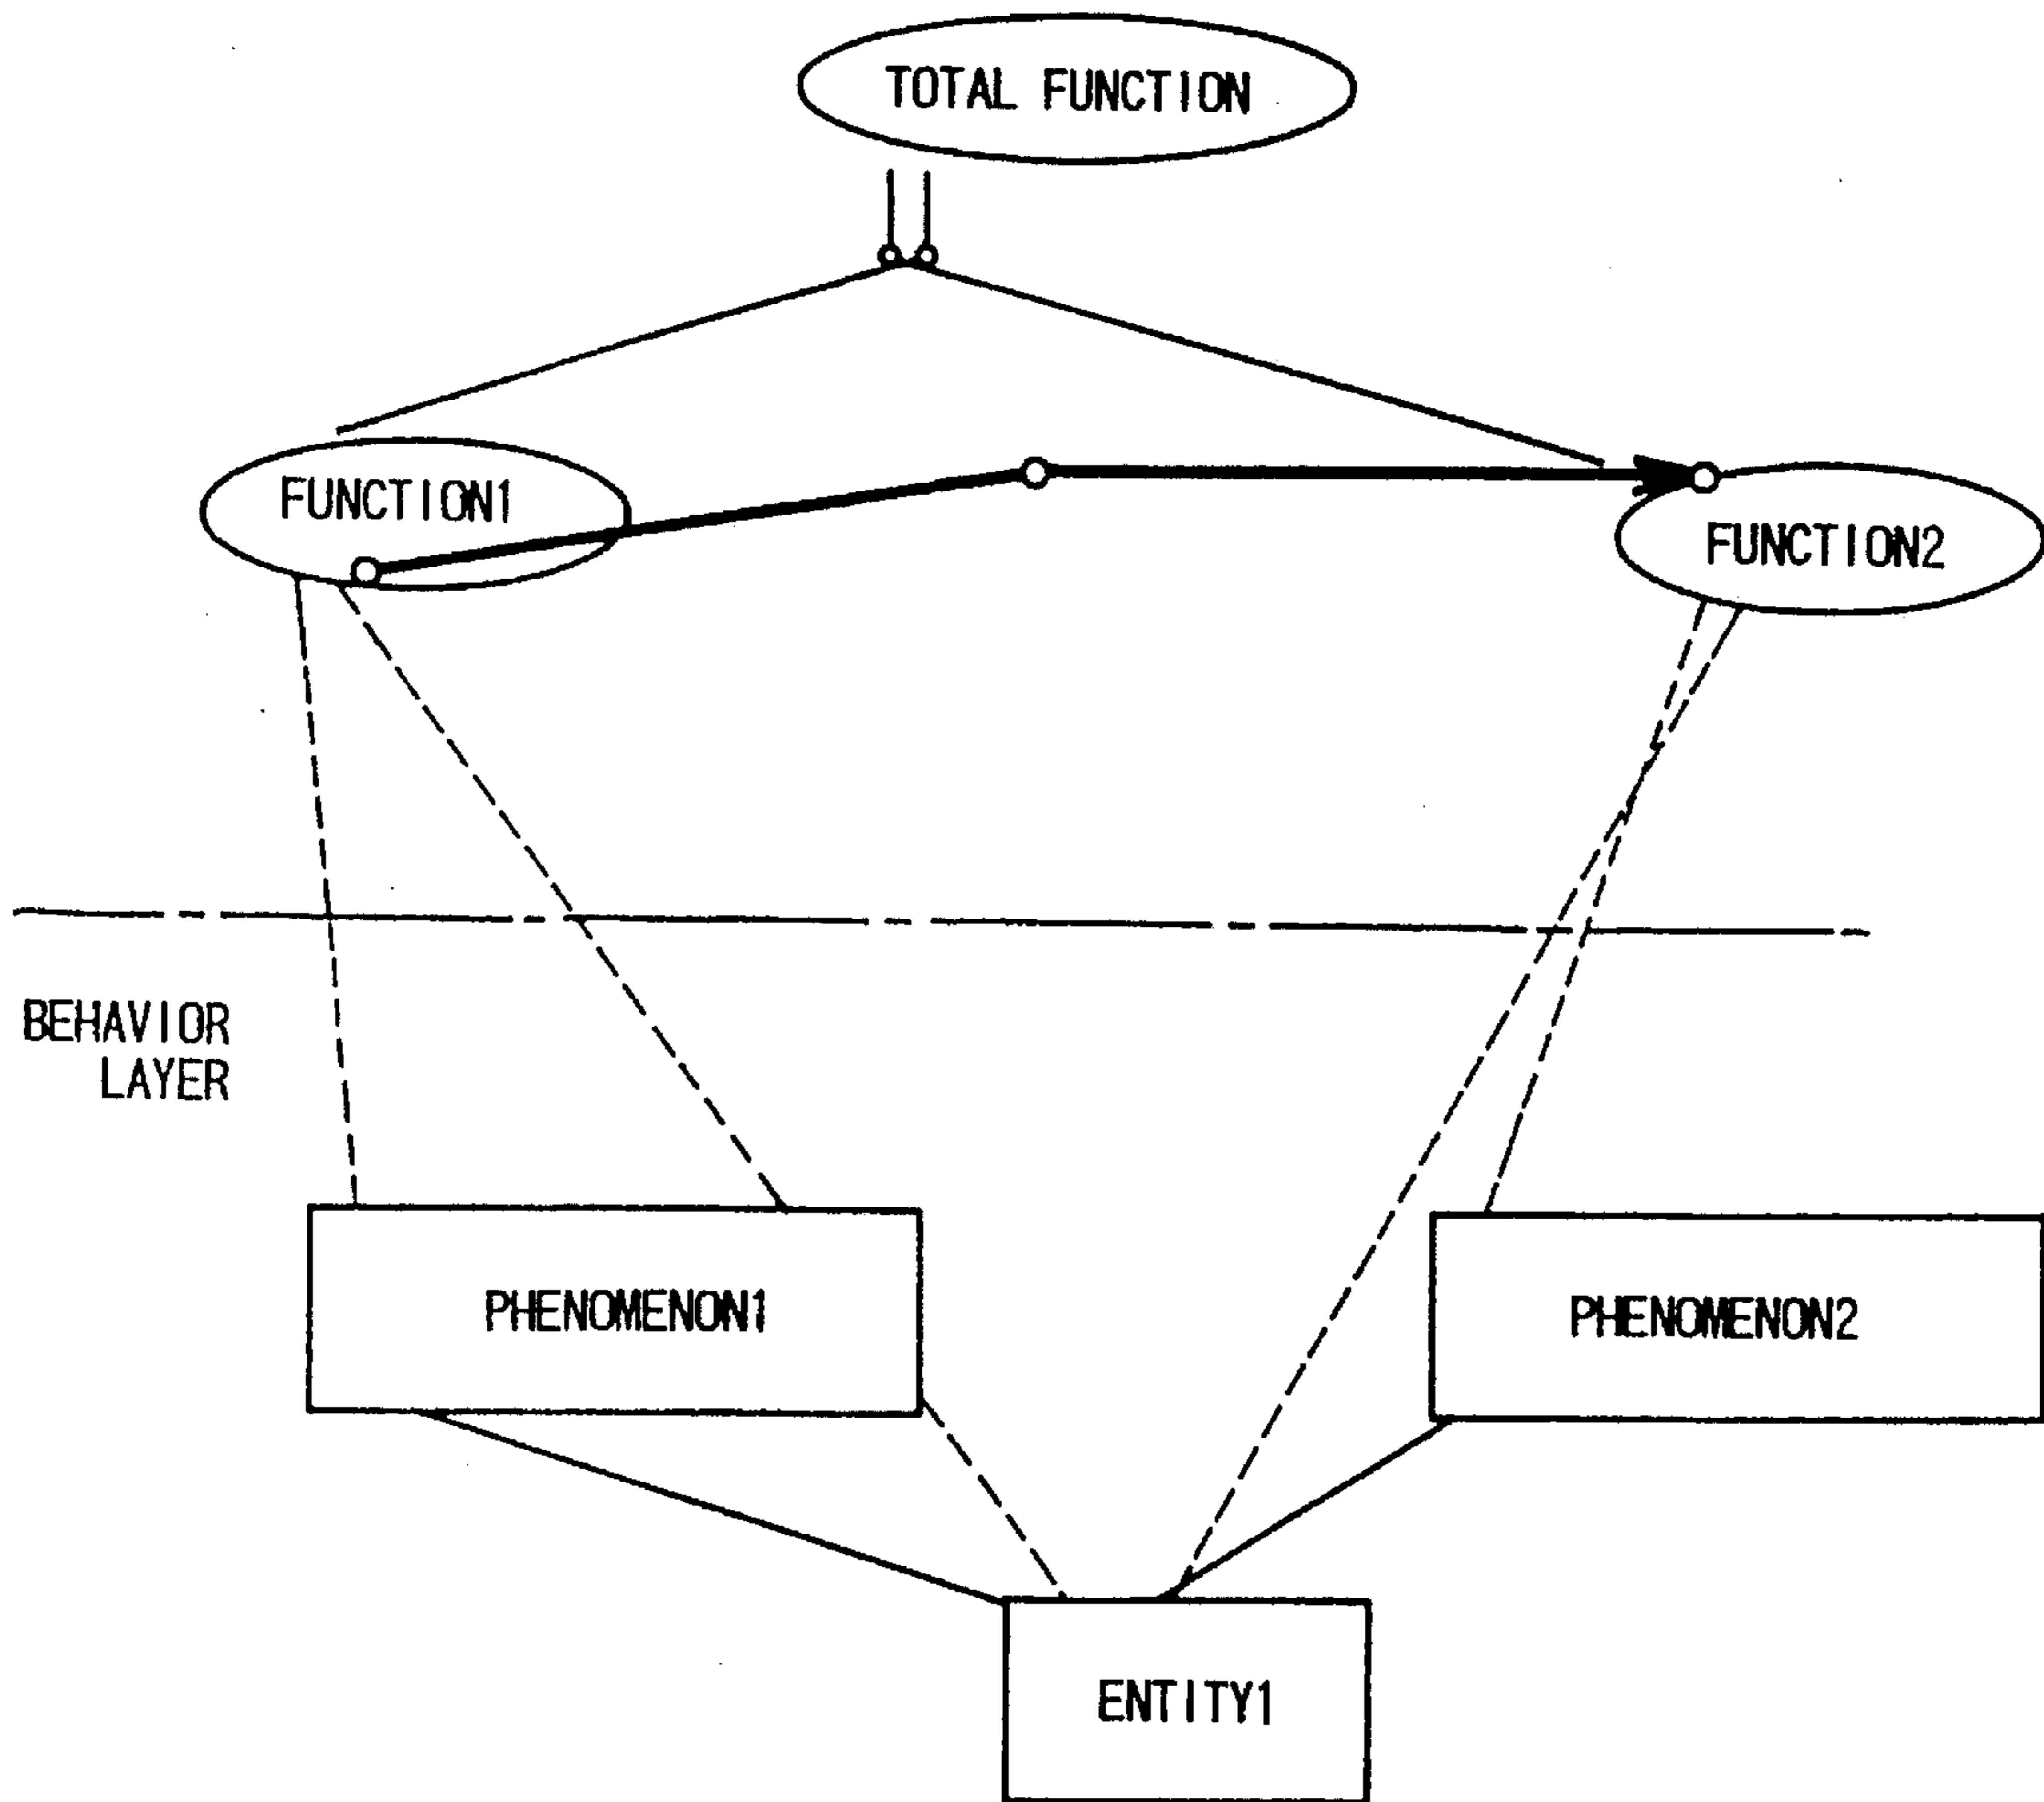 TOTAL FUNCTION
FUNCTION1
FUNCTION2
BEHAVIOR
LAYER
PHENOMENON1
PHENOMENON2
ENTITY1